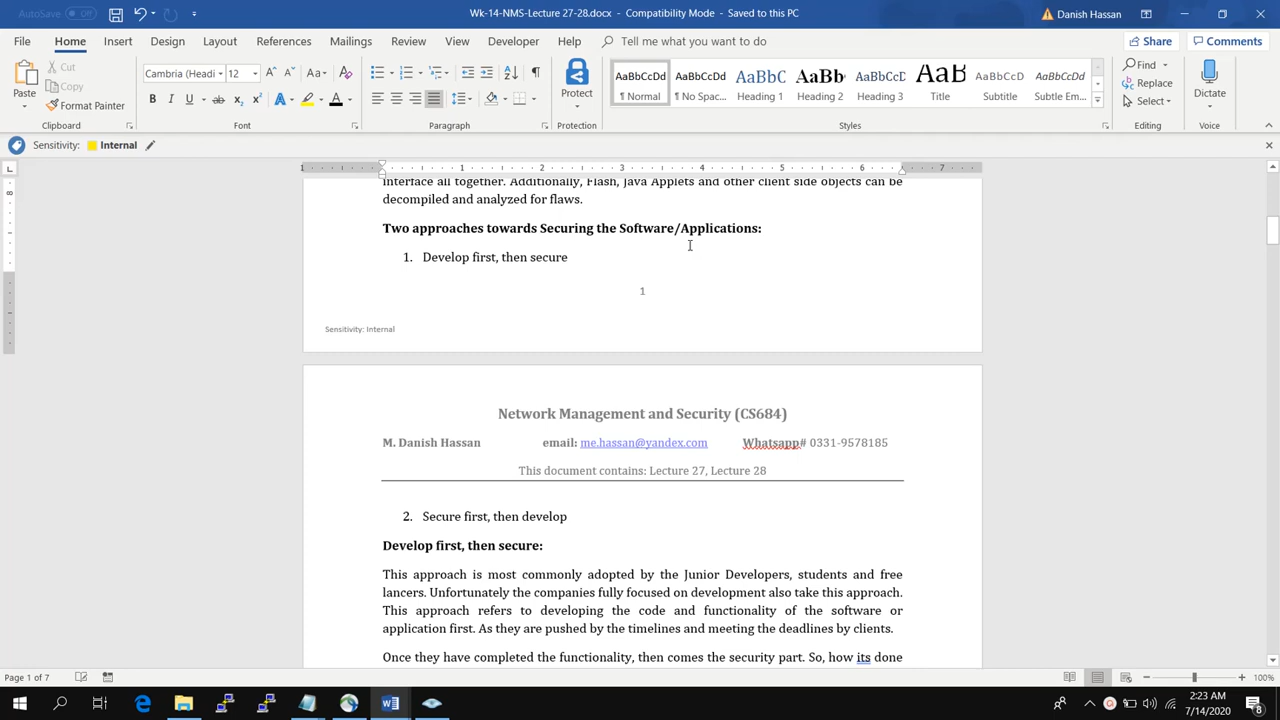 AutoSave Off
Wk-14-NMS-Lecture 27-28.docx - Compatibility Mode - Saved to this PC
Danish Hassan
File Home Insert Design Layout References Mailings Review View Developer Help Tell me what you want to do Share Comments
Paste
Cut
Copy
Format Painter
Clipboard
Cambria (Headi 12
Font
Paragraph
Protect
Protection
AaBbCcDd AaBbCcDd AaBbC AaBb AaBbCcD AaB AaBbCcD AaBbCcDd
¶ Normal ¶ No Spac... Heading 1 Heading 2 Heading 3 Title Subtitle Subtle Em...
Styles
Find
Replace
Select
Editing
Dictate
Voice
Sensitivity: Internal
1 1 2 3 4 5 6 7
8
interface all together. Additionally, Flash, Java Applets and other client side objects can be
decompiled and analyzed for flaws.
Two approaches towards Securing the Software/Applications:
1. Develop first, then secure
1
Sensitivity: Internal
Network Management and Security (CS684)
M. Danish Hassan email: me.hassan@yandex.com Whatsapp# 0331-9578185
This document contains: Lecture 27, Lecture 28
2. Secure first, then develop
Develop first, then secure:
This approach is most commonly adopted by the Junior Developers, students and free
lancers. Unfortunately the companies fully focused on development also take this approach.
This approach refers to developing the code and functionality of the software or
application first. As they are pushed by the timelines and meeting the deadlines by clients.
Once they have completed the functionality, then comes the security part. So, how its done
Page 1 of 7
100%
2:23 AM
7/14/2020
8